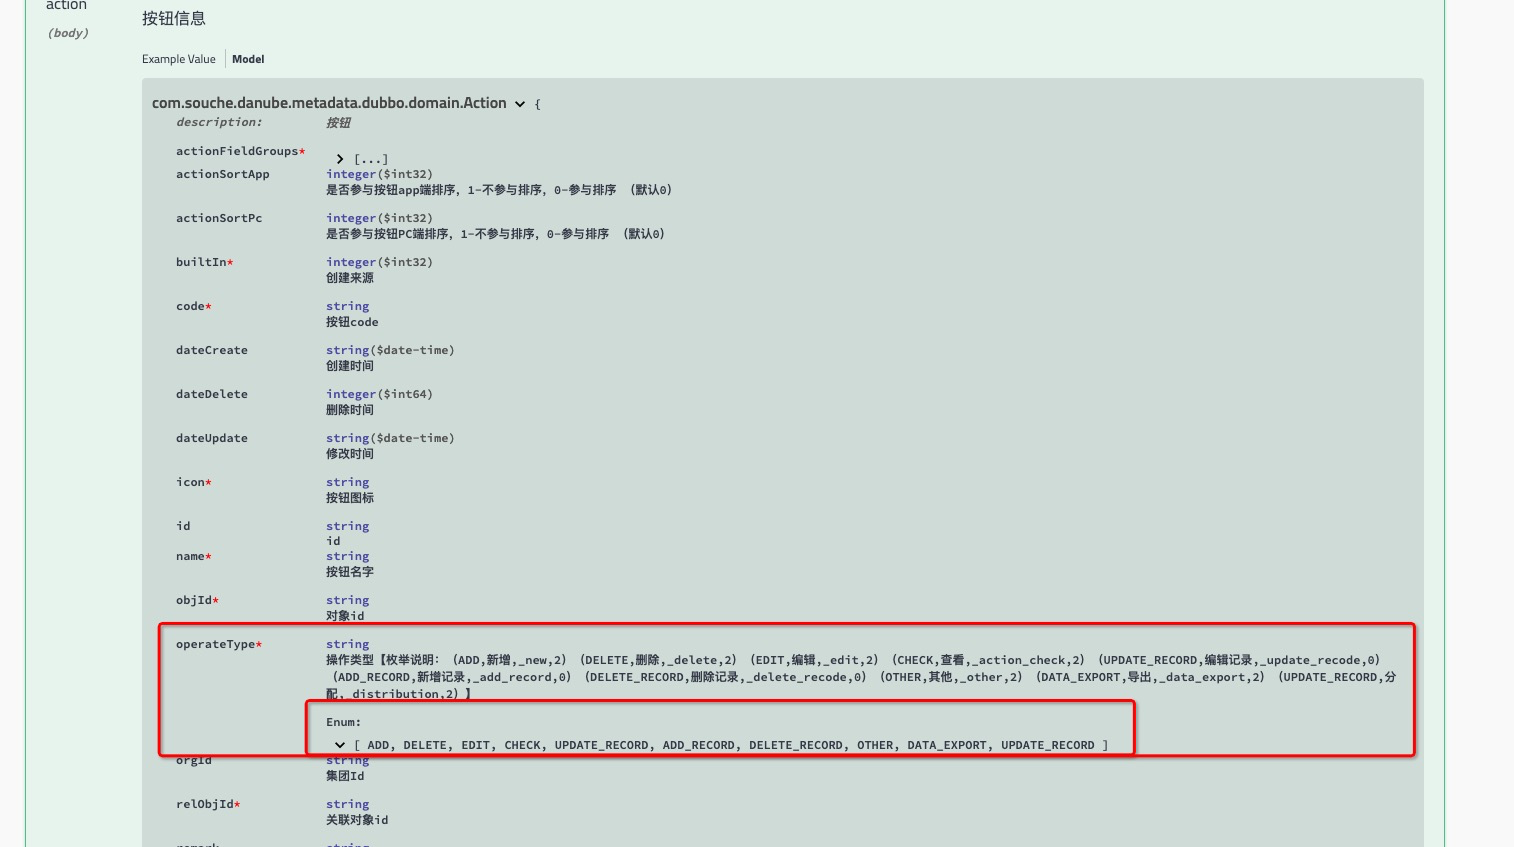 action
按钮信息
(body)
Example Value Model
com.souche.danube.metadata.dubbo.domain.Action {
description: 按钮
actionFieldGroups*
[...]
actionSortApp integer($int32)
是否参与按钮app端排序, 1-不参与排序, 0-参与排序 （默认0）
actionSortPc integer($int32)
是否参与按钮PC端排序, 1-不参与排序, 0-参与排序 （默认0）
builtIn* integer($int32)
创建来源
code* string
按钮code
dateCreate string($date-time)
创建时间
dateDelete integer($int64)
删除时间
dateUpdate string($date-time)
修改时间
icon* string
按钮图标
id string
id
name* string
按钮名字
objId* string
对象id
operateType* string
操作类型【枚举说明: （ADD,新增,_new,2）（DELETE,删除,_delete,2）（EDIT,编辑,_edit,2）（CHECK,查看,_action_check,2）（UPDATE_RECORD,编辑记录,_update_recode,0）
（ADD_RECORD,新增记录,_add_record,0）（DELETE_RECORD,删除记录,_delete_recode,0）（OTHER,其他,_other,2）（DATA_EXPORT,导出,_data_export,2）（UPDATE_RECORD,分
配,_distribution,2）】
Enum:
[ ADD, DELETE, EDIT, CHECK, UPDATE_RECORD, ADD_RECORD, DELETE_RECORD, OTHER, DATA_EXPORT, UPDATE_RECORD ]
orgId string
集团Id
relObjId* string
关联对象id
remark string